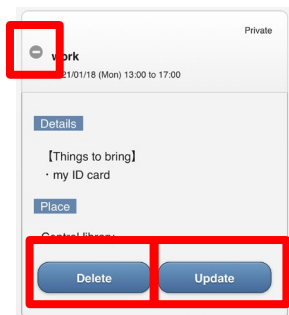 Private
work
21/01/18 (Mon) 13:00 to 17:00
Details
【Things to bring】
・my ID card
Place
library
Delete
Update